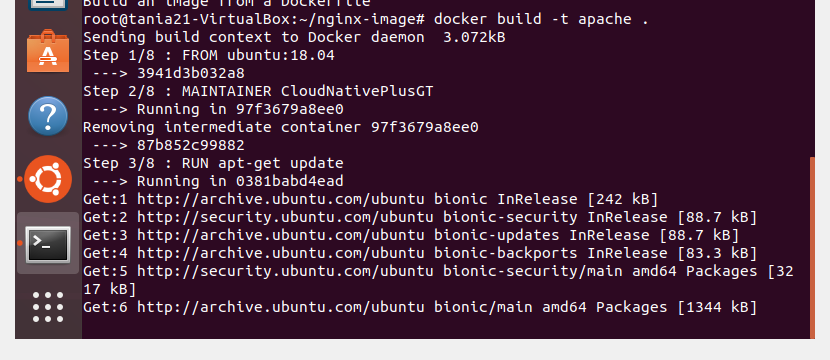 Build an image from a Dockerfile
root@tania21-VirtualBox:~/nginx-image# docker build -t apache .
Sending build context to Docker daemon  3.072kB
Step 1/8 : FROM ubuntu:18.04
 ---> 3941d3b032a8
Step 2/8 : MAINTAINER CloudNativePlusGT
 ---> Running in 97f3679a8ee0
Removing intermediate container 97f3679a8ee0
 ---> 87b852c99882
Step 3/8 : RUN apt-get update
 ---> Running in 0381babd4ead
Get:1 http://archive.ubuntu.com/ubuntu bionic InRelease [242 kB]
Get:2 http://security.ubuntu.com/ubuntu bionic-security InRelease [88.7 kB]
Get:3 http://archive.ubuntu.com/ubuntu bionic-updates InRelease [88.7 kB]
Get:4 http://archive.ubuntu.com/ubuntu bionic-backports InRelease [83.3 kB]
Get:5 http://security.ubuntu.com/ubuntu bionic-security/main amd64 Packages [32
17 kB]
Get:6 http://archive.ubuntu.com/ubuntu bionic/main amd64 Packages [1344 kB]